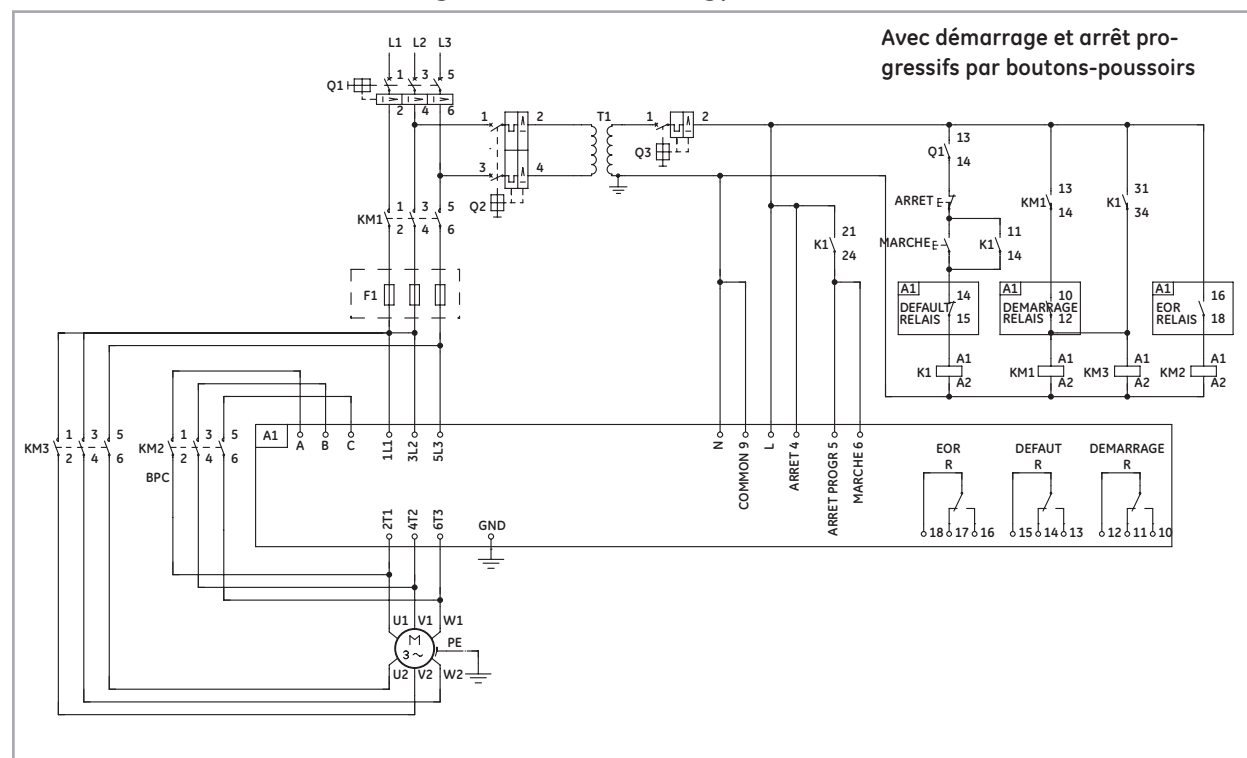 Avec démarrage et arrêt pro-
gressifs par boutons-poussoirs
L1 L2 L3
Q1 1 3 5
2 4 6
1 2 T1 1 2
3 4 Q3
Q2
KM1 1 3 5
2 4 6
F1
Q1 13
14
ARRET E
MARCHE E K1 11
14
KM1 13
14
K1 31
34
K1 21
24
A1 14
DEFAUT
RELAIS 15
A1 10
DEMARRAGE
RELAIS 12
A1 16
EOR
RELAIS 18
K1 A1
A2
KM1 A1
A2
KM3 A1
A2
KM2 A1
A2
KM3 1 3 5
2 4 6
KM2 1 3 5
2 4 6
BPC
A1 A B C 1L1 3L2 5L3
N
COMMON 9
L
ARRET 4
ARRET PROGR 5
MARCHE 6
EOR
R
18 17 16
DEFAUT
R
15 14 13
DEMARRAGE
R
12 11 10
2T1 4T2 6T3 GND
U1 V1 W1
M
3 ~
PE
U2 V2 W2